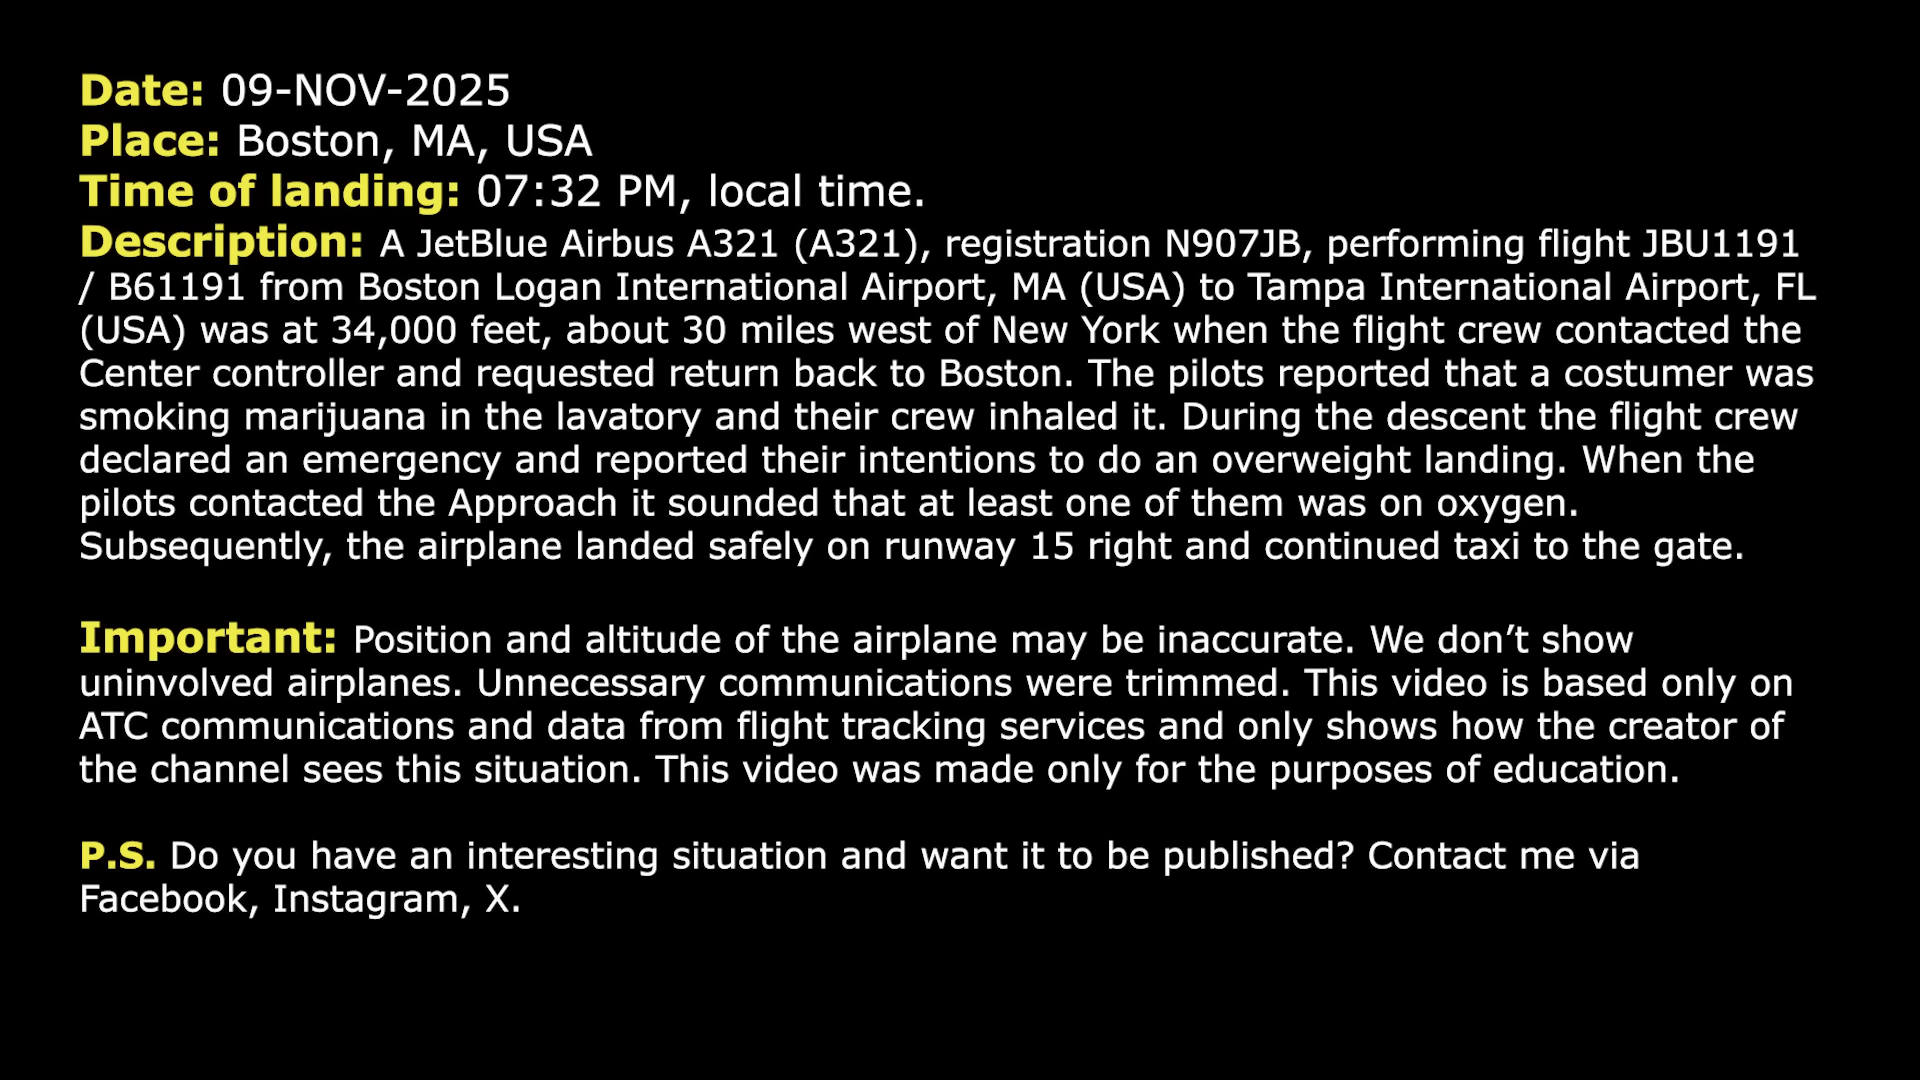 Date: 09-NOV-2025
Place: Boston, MA, USA
Time of landing: 07:32 PM, local time.
Description: A JetBlue Airbus A321 (A321), registration N907JB, performing flight JBU1191
/ B61191 from Boston Logan International Airport, MA (USA) to Tampa International Airport, FL
(USA) was at 34,000 feet, about 30 miles west of New York when the flight crew contacted the
Center controller and requested return back to Boston. The pilots reported that a costumer was
smoking marijuana in the lavatory and their crew inhaled it. During the descent the flight crew
declared an emergency and reported their intentions to do an overweight landing. When the
pilots contacted the Approach it sounded that at least one of them was on oxygen.
Subsequently, the airplane landed safely on runway 15 right and continued taxi to the gate.
Important: Position and altitude of the airplane may be inaccurate. We don’t show
uninvolved airplanes. Unnecessary communications were trimmed. This video is based only on
ATC communications and data from flight tracking services and only shows how the creator of
the channel sees this situation. This video was made only for the purposes of education.
P.S. Do you have an interesting situation and want it to be published? Contact me via
Facebook, Instagram, X.